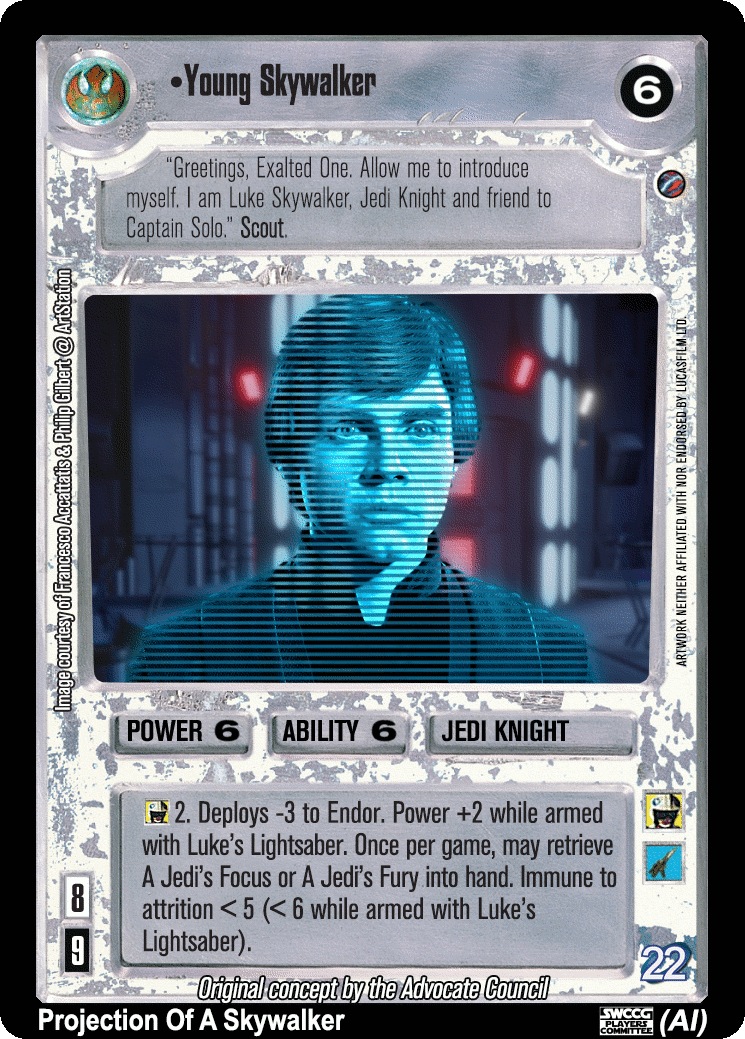 •Young Skywalker
6
“Greetings, Exalted One. Allow me to introduce
myself. I am Luke Skywalker, Jedi Knight and friend to
Captain Solo.” Scout.
Image courtesy of Francesco Accattatis & Philip Gilbert @ ArtStation
ARTWORK NEITHER AFFILIATED WITH NOR ENDORSED BY LUCASFILM LTD.
POWER 6 ABILITY 6 JEDI KNIGHT
2. Deploys -3 to Endor. Power +2 while armed
with Luke’s Lightsaber. Once per game, may retrieve
A Jedi’s Focus or A Jedi’s Fury into hand. Immune to
attrition < 5 (< 6 while armed with Luke’s
Lightsaber).
8
9
22
Original concept by the Advocate Council
Projection Of A Skywalker
SWCCG
PLAYERS
COMMITTEE
(AI)